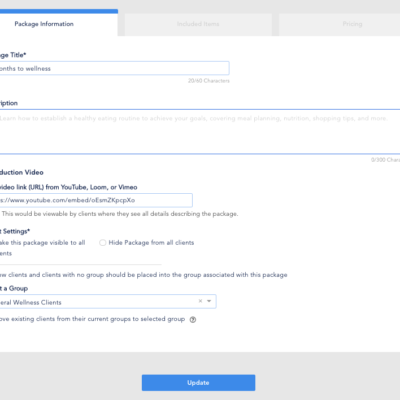 Package Information
Included Items
Pricing
ge Title*
onths to wellness
20/60 Characters
ription
Learn how to establish a healthy eating routine to achieve your goals, covering meal planning, nutrition, shopping tips, and more.
0/300 Charac
duction Video
video link (URL) from YouTube, Loom, or Vimeo
s://www.youtube.com/embed/oEsmZKpcpXo
This would be viewable by clients where they see all details describing the package.
t Settings*
ake this package visible to all
ents
Hide Package from all clients
ew clients and clients with no group should be placed into the group associated with this package
t a Group
eral Wellness Clients
ove existing clients from their current groups to selected group
Update